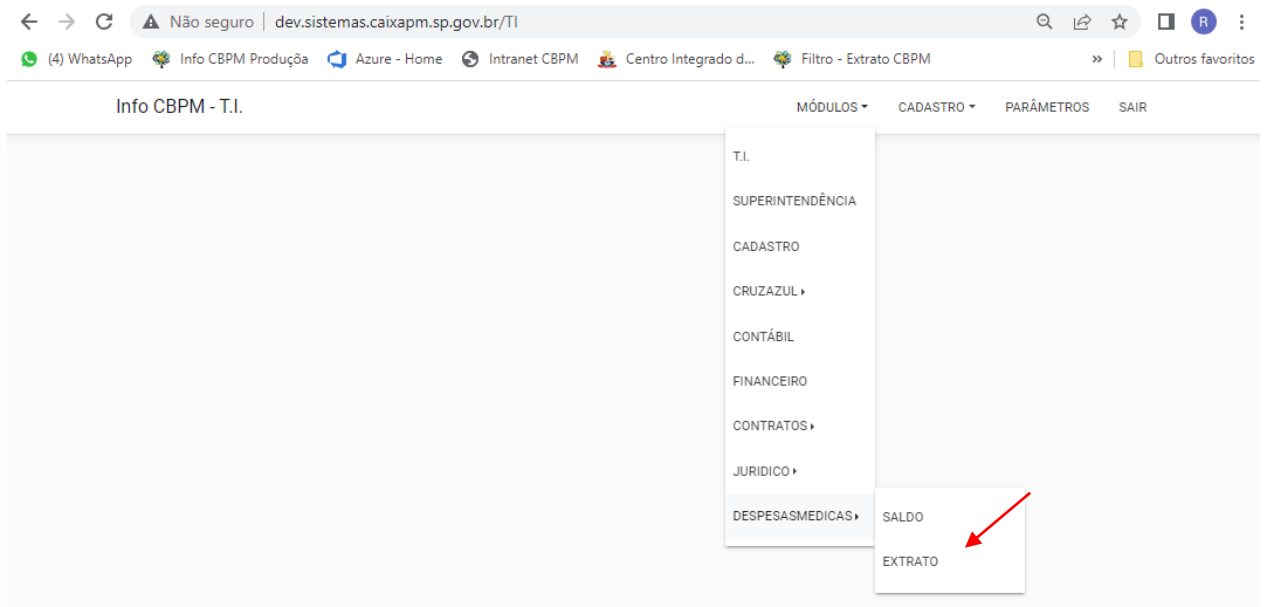 Não seguro | dev.sistemas.caixapm.sp.gov.br/TI
R
(4) WhatsApp Info CBPM Produçõa Azure - Home Intranet CBPM Centro Integrado d... Filtro - Extrato CBPM » Outros favoritos
Info CBPM - T.I. MÓDULOS CADASTRO PARÂMETROS SAIR
T.I.
SUPERINTENDÊNCIA
CADASTRO
CRUZAZUL
CONTÁBIL
FINANCEIRO
CONTRATOS
JURIDICO
DESPESASMEDICAS SALDO
EXTRATO